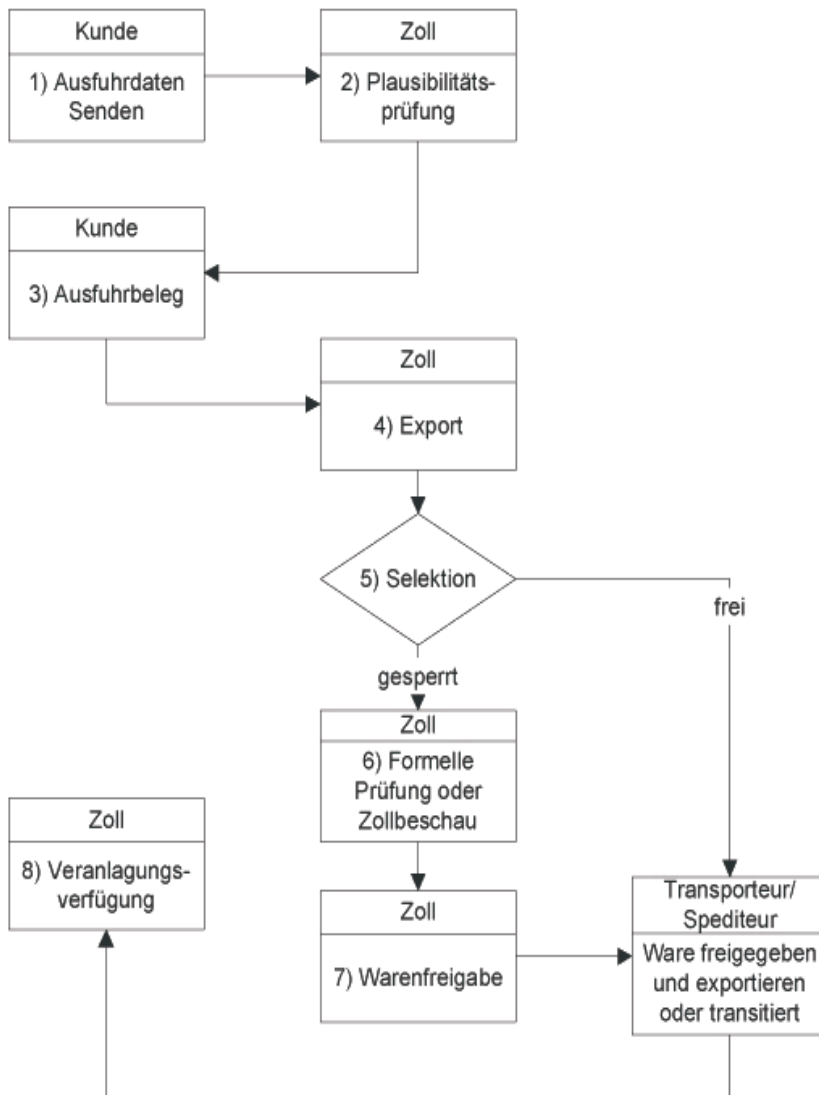 Kunde
1) Ausfuhrdaten
Senden
Zoll
2) Plausibilitäts-
prüfung
Kunde
3) Ausfuhrbeleg
Zoll
4) Export
5) Selektion
frei
gesperrt
Zoll
6) Formelle
Prüfung oder
Zollbeschau
Zoll
7) Warenfreigabe
Transporteur/
Spediteur
Ware freigegeben
und exportieren
oder transitiert
Zoll
8) Veranlagungs-
verfügung